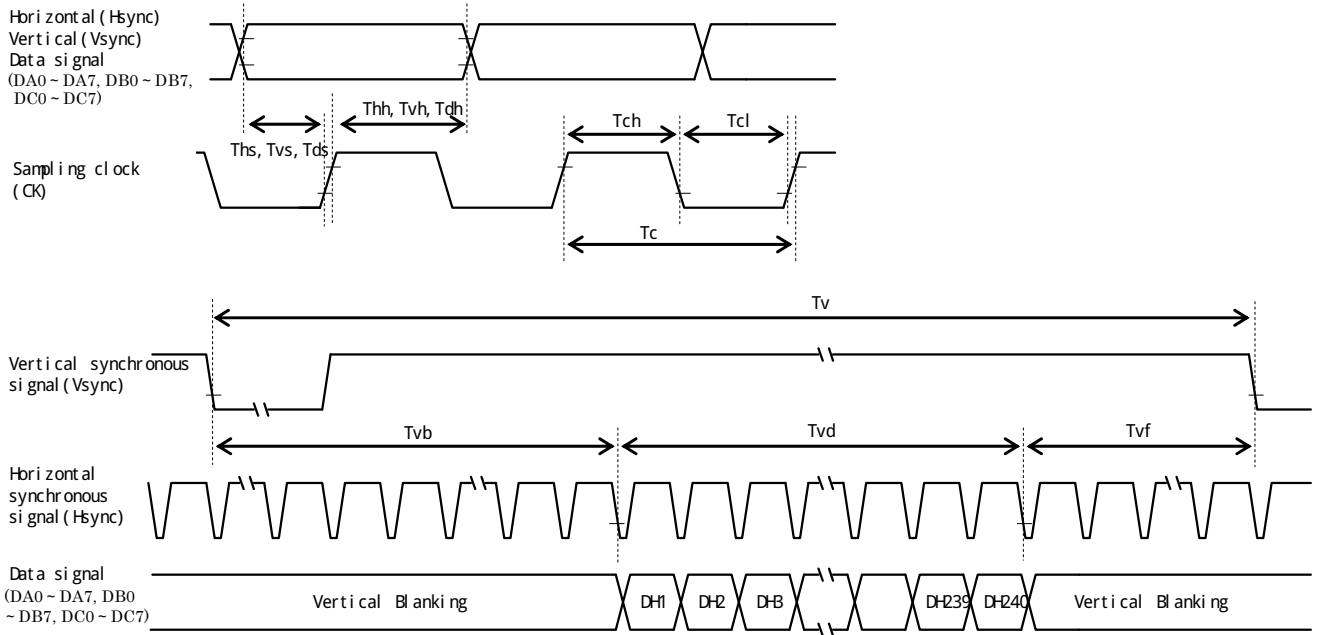 Horizontal(Hsync)
Vertical(Vsync)
Data signal
(DA0 ~ DA7, DB0 ~ DB7,
DC0 ~ DC7)
Thh, Tvh, Tdh
Ths, Tvs, Tds
Tch
Tcl
Sampling clock
(CK)
Tc
Tv
Vertical synchronous
signal(Vsync)
Tvb
Tvd
Tvf
Horizontal
synchronous
signal(Hsync)
Data signal
(DA0 ~ DA7, DB0
~ DB7, DC0 ~ DC7)
Vertical Blanking
DH1
DH2
DH3
DH239
DH240
Vertical Blanking